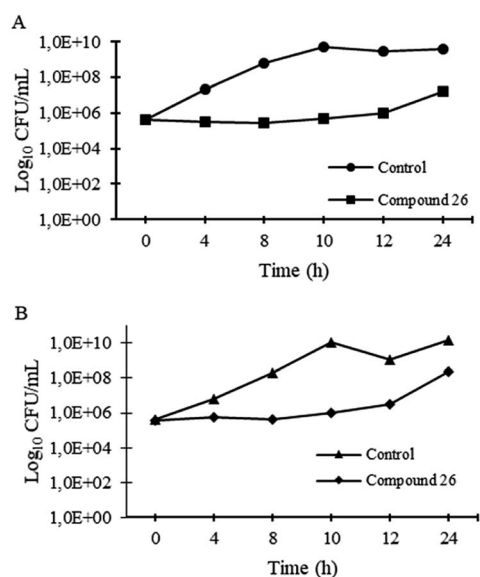 A
Log₁₀ CFU/mL
1,0E+10
1,0E+08
1,0E+06
1,0E+04
1,0E+02
1,0E+00
Control
Compound 26
0 4 8 10 12 24
Time (h)
B
Log₁₀ CFU/mL
1,0E+10
1,0E+08
1,0E+06
1,0E+04
1,0E+02
1,0E+00
Control
Compound 26
0 4 8 10 12 24
Time (h)